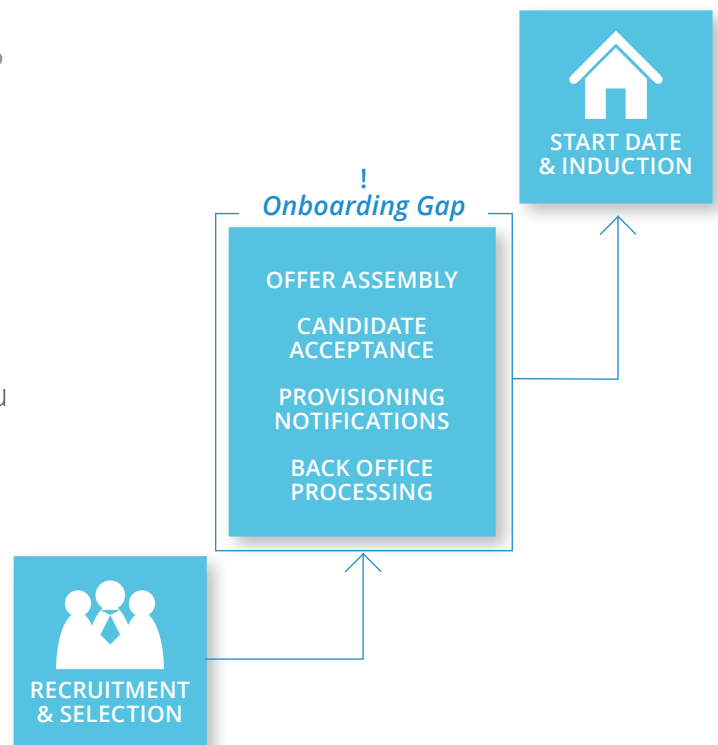 START DATE
& INDUCTION
!
Onboarding Gap
OFFER ASSEMBLY
CANDIDATE
ACCEPTANCE
PROVISIONING
NOTIFICATIONS
BACK OFFICE
PROCESSING
RECRUITMENT
& SELECTION